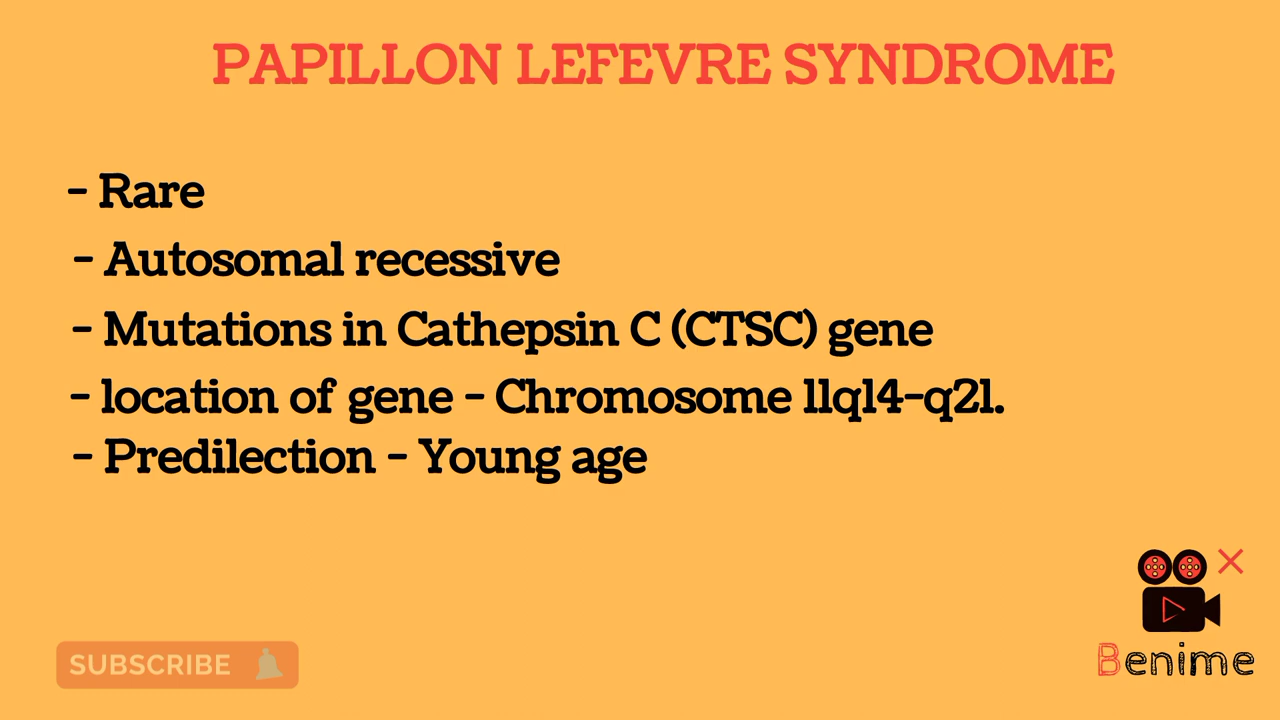 PAPILLON LEFEVRE SYNDROME
- Rare
- Autosomal recessive
- Mutations in Cathepsin C (CTSC) gene
- location of gene - Chromosome 11q14-q21.
- Predilection - Young age
SUBSCRIBE
Benime